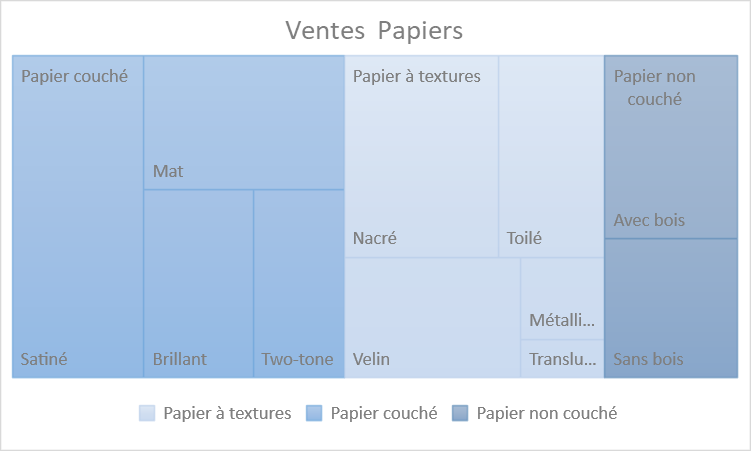 Ventes Papiers
Papier couché
Papier à textures
Papier non
couché
Mat
Avec bois
Nacré
Toilé
Métalli...
Satiné
Brillant
Two-tone
Velin
Translu...
Sans bois
Papier à textures
Papier couché
Papier non couché